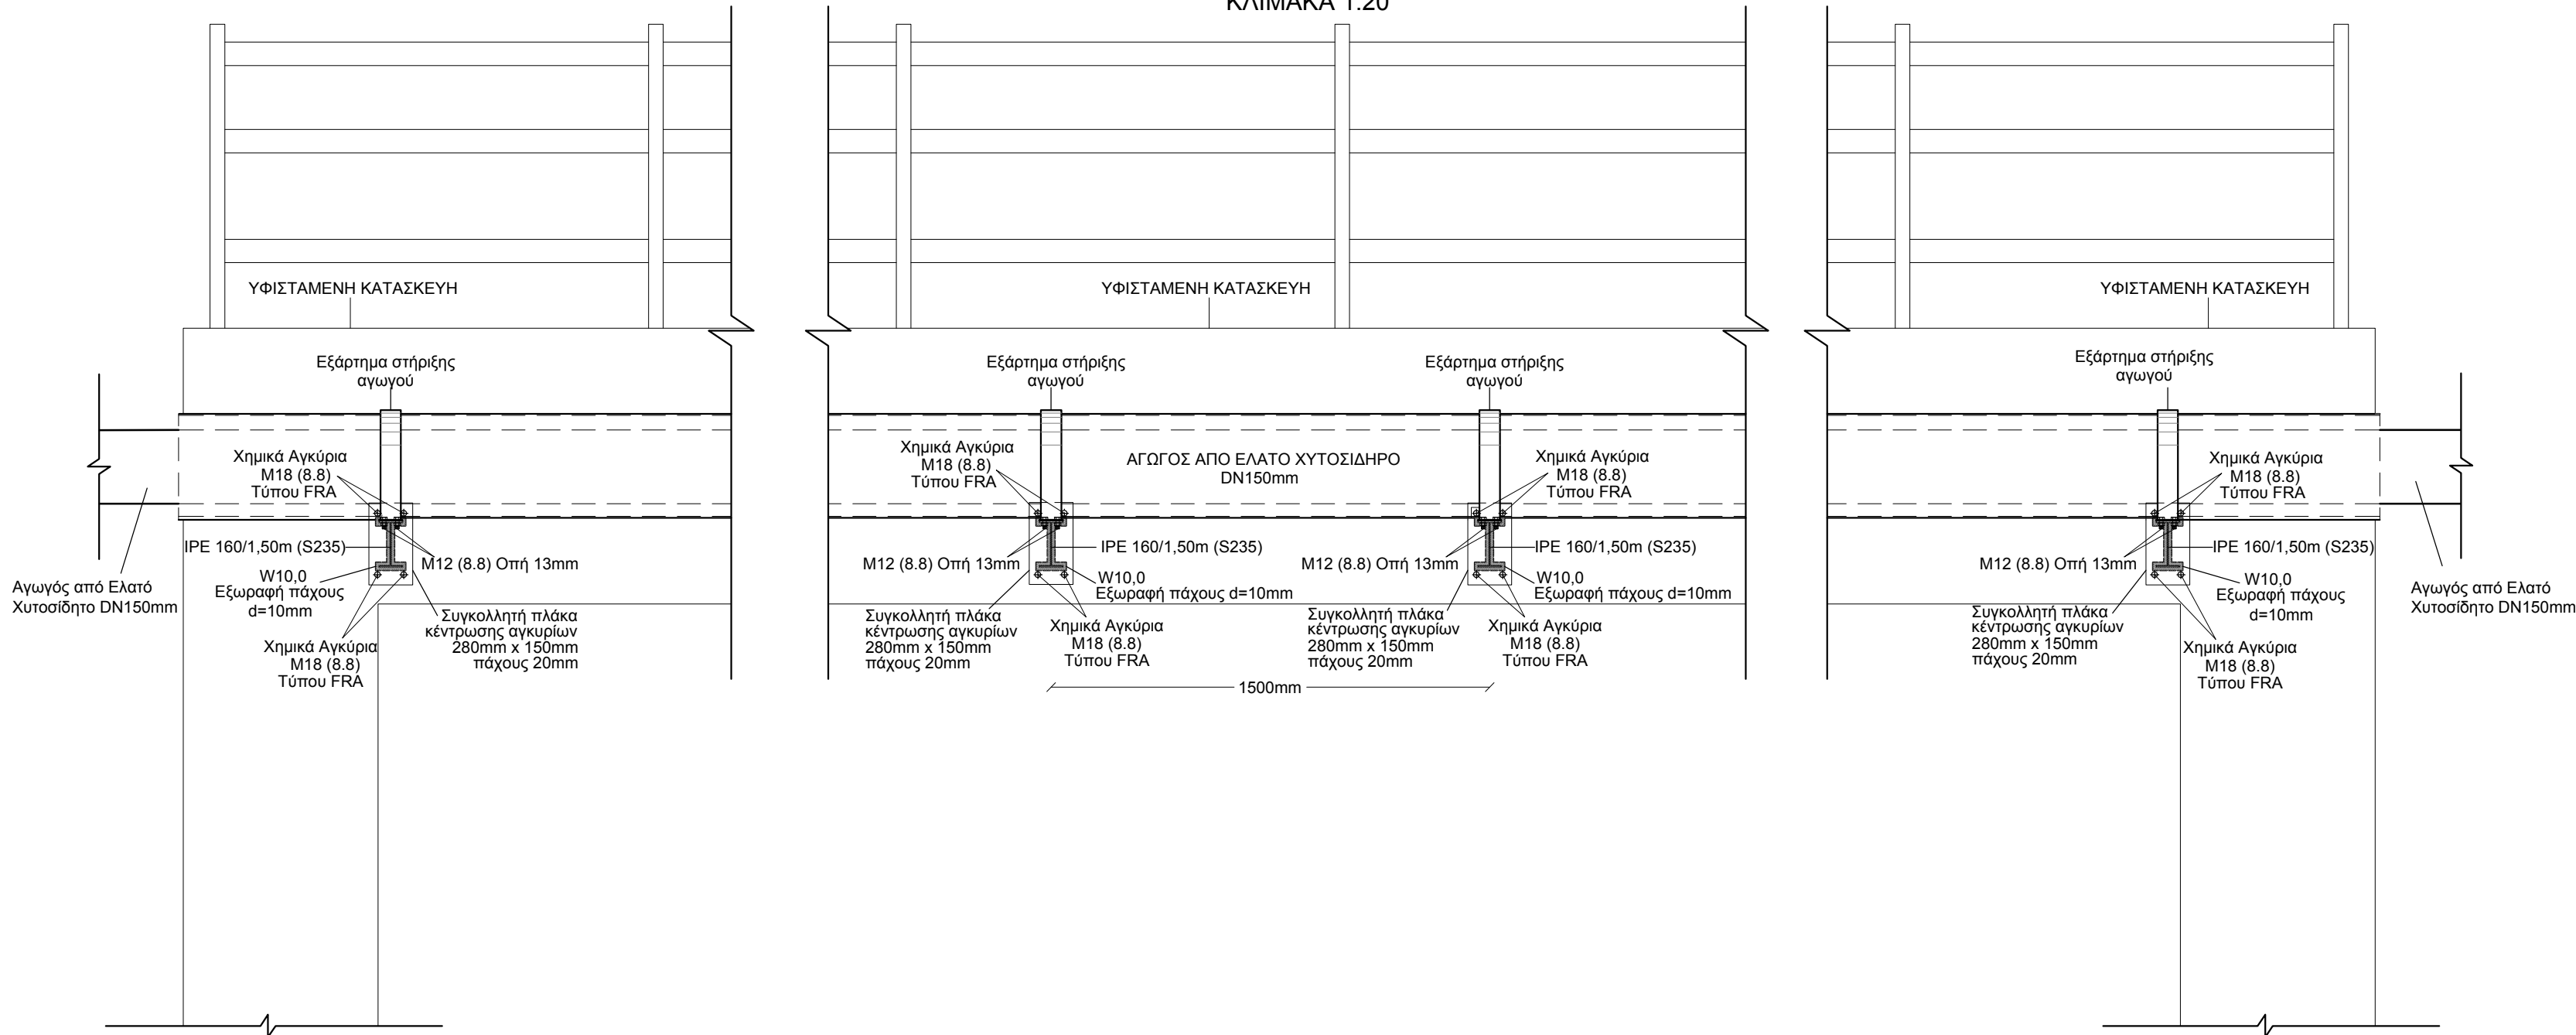 ΚΛΙΜΑΚΑ 1:20
ΥΦΙΣΤΑΜΕΝΗ ΚΑΤΑΣΚΕΥΗ
ΥΦΙΣΤΑΜΕΝΗ ΚΑΤΑΣΚΕΥΗ
ΥΦΙΣΤΑΜΕΝΗ ΚΑΤΑΣΚΕΥΗ
Εξάρτημα στήριξης
αγωγού
Εξάρτημα στήριξης
αγωγού
Εξάρτημα στήριξης
αγωγού
Εξάρτημα στήριξης
αγωγού
Χημικά Αγκύρια
M18 (8.8)
Τύπου FRA
Χημικά Αγκύρια
M18 (8.8)
Τύπου FRA
ΑΓΩΓΟΣ ΑΠΟ ΕΛΑΤΟ ΧΥΤΟΣΙΔΗΡΟ
DN150mm
Χημικά Αγκύρια
M18 (8.8)
Τύπου FRA
Χημικά Αγκύρια
M18 (8.8)
Τύπου FRA
IPE 160/1,50m (S235)
M12 (8.8) Οπή 13mm
W10,0
Εξωραφή πάχους
d=10mm
Αγωγός από Ελατό
Χυτοσίδητο DN150mm
Συγκολλητή πλάκα
κέντρωσης αγκυρίων
280mm x 150mm
πάχους 20mm
Χημικά Αγκύρια
M18 (8.8)
Τύπου FRA
IPE 160/1,50m (S235)
M12 (8.8) Οπή 13mm
W10,0
Εξωραφή πάχους d=10mm
Συγκολλητή πλάκα
κέντρωσης αγκυρίων
280mm x 150mm
πάχους 20mm
Χημικά Αγκύρια
M18 (8.8)
Τύπου FRA
IPE 160/1,50m (S235)
M12 (8.8) Οπή 13mm
W10,0
Εξωραφή πάχους d=10mm
Συγκολλητή πλάκα
κέντρωσης αγκυρίων
280mm x 150mm
πάχους 20mm
Χημικά Αγκύρια
M18 (8.8)
Τύπου FRA
1500mm
IPE 160/1,50m (S235)
M12 (8.8) Οπή 13mm
W10,0
Εξωραφή πάχους
d=10mm
Αγωγός από Ελατό
Χυτοσίδητο DN150mm
Συγκολλητή πλάκα
κέντρωσης αγκυρίων
280mm x 150mm
πάχους 20mm
Χημικά Αγκύρια
M18 (8.8)
Τύπου FRA